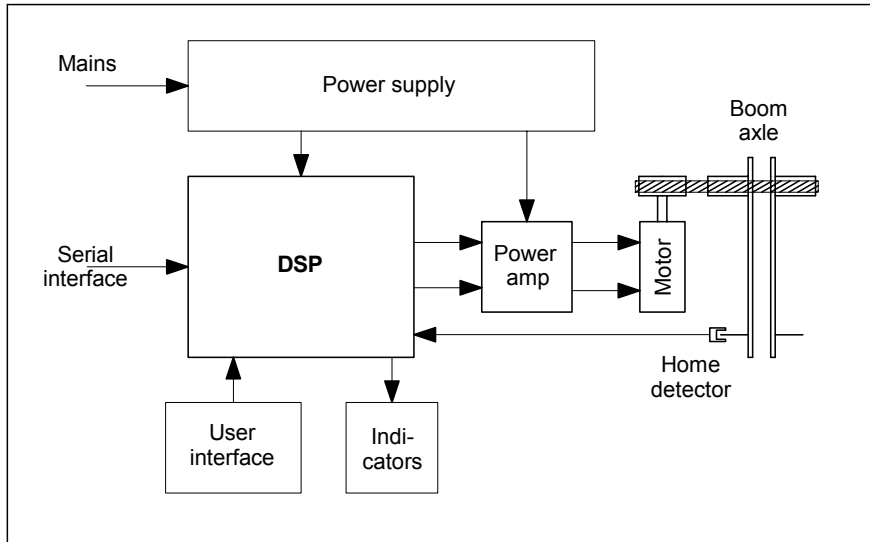 Mains
Power supply
Boom
axle
Serial
interface
DSP
Power
amp
Motor
Home
detector
User
interface
Indi-
cators